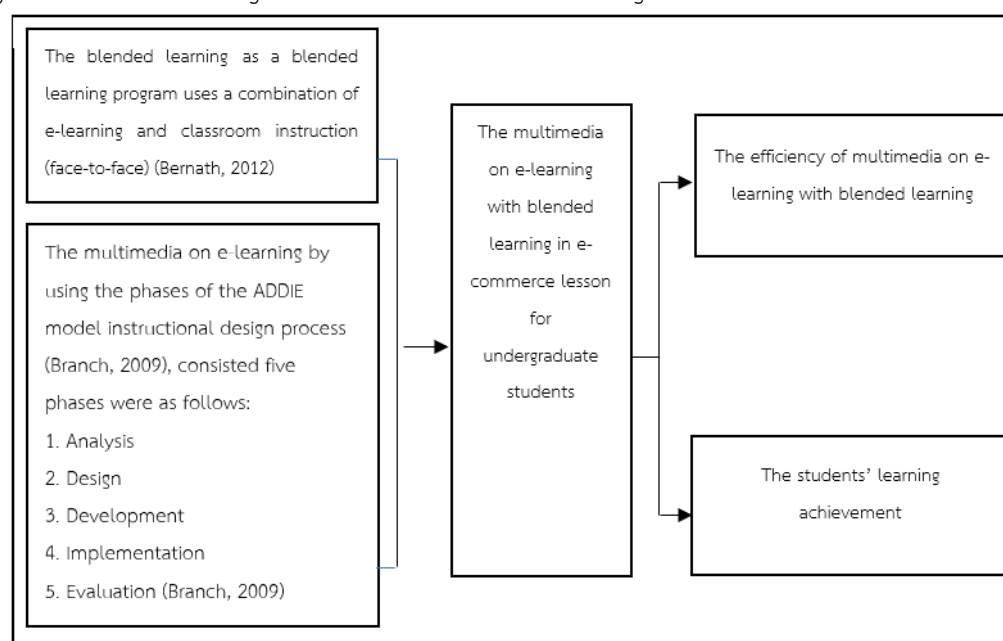 The blended learning as a blended
learning program uses a combination of
e-learning and classroom instruction
(face-to-face) (Bernath, 2012)
The multimedia on e-learning by
using the phases of the ADDIE
model instructional design process
(Branch, 2009), consisted five
phases were as follows:
1. Analysis
2. Design
3. Development
4. Implementation
5. Evaluation (Branch, 2009)
The multimedia
on e-learning
with blended
learning in e-
commerce lesson
for
undergraduate
students
The efficiency of multimedia on e-
learning with blended learning
The students’ learning
achievement